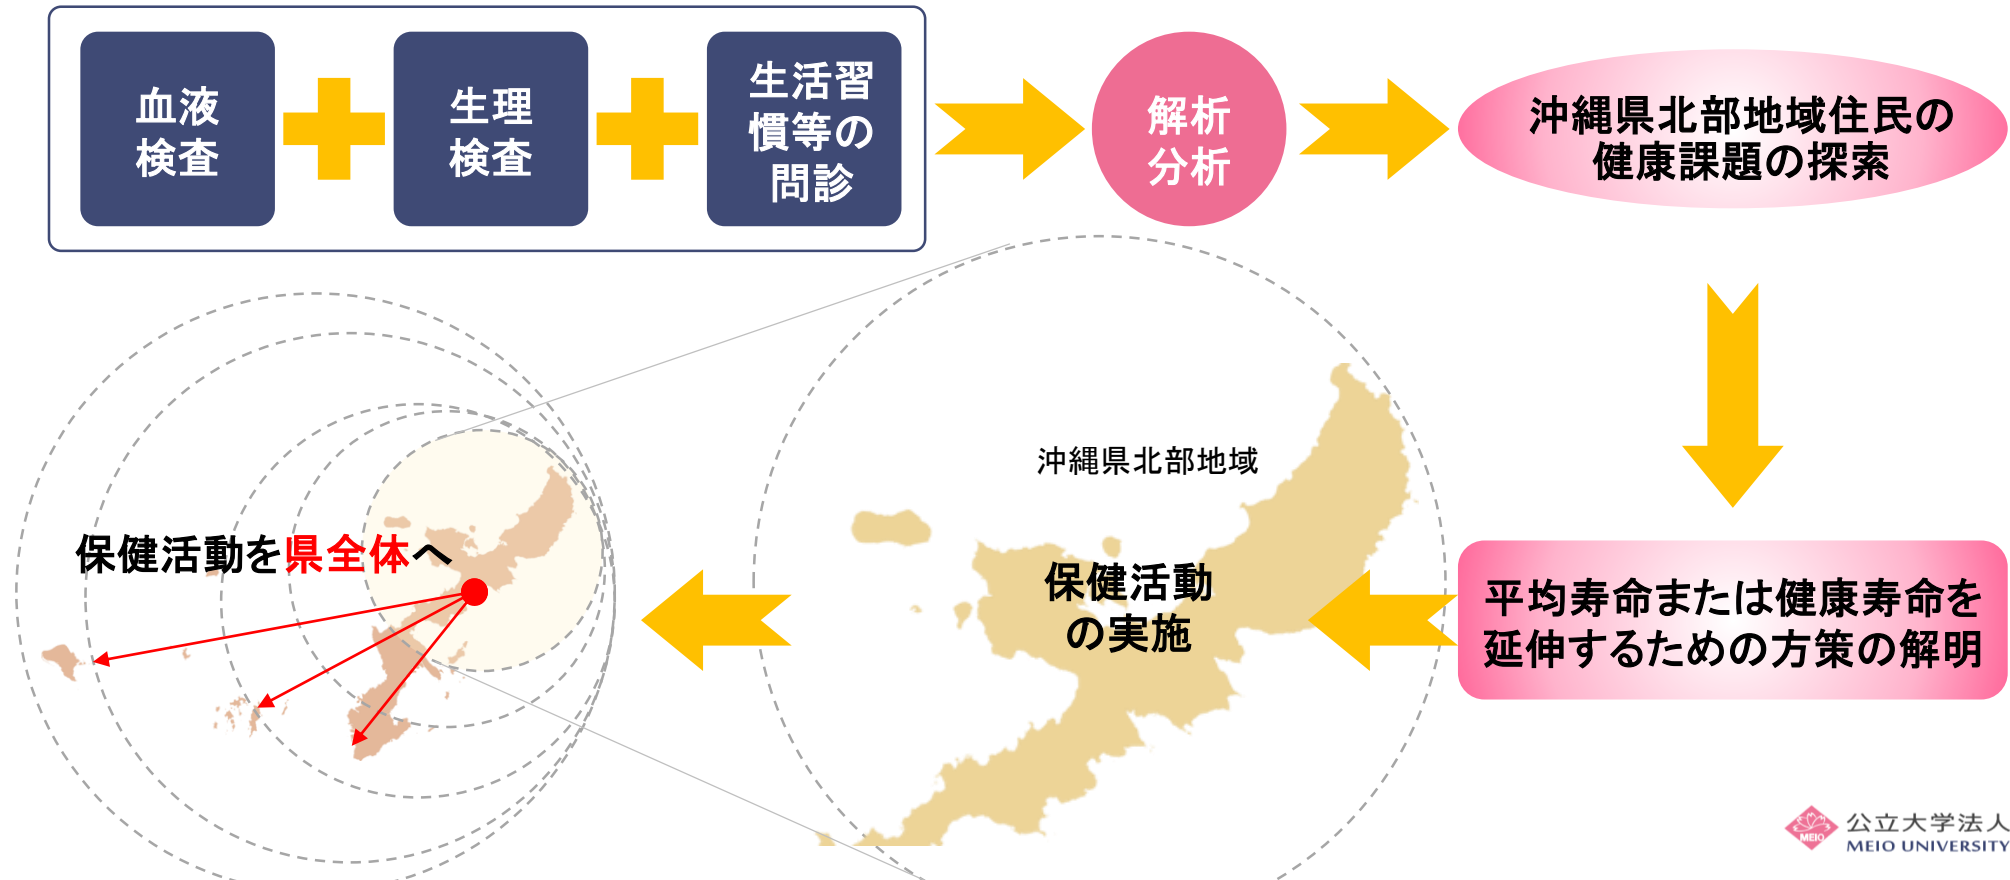 血液
検査
生理
検査
生活習
慣等の
問診
解析
分析
沖縄県北部地域住民の
健康課題の探索
沖縄県北部地域
保健活動を県全体へ
保健活動
の実施
平均寿命または健康寿命を
延伸するための方策の解明
MEIO
公立大学法人
MEIO UNIVERSITY